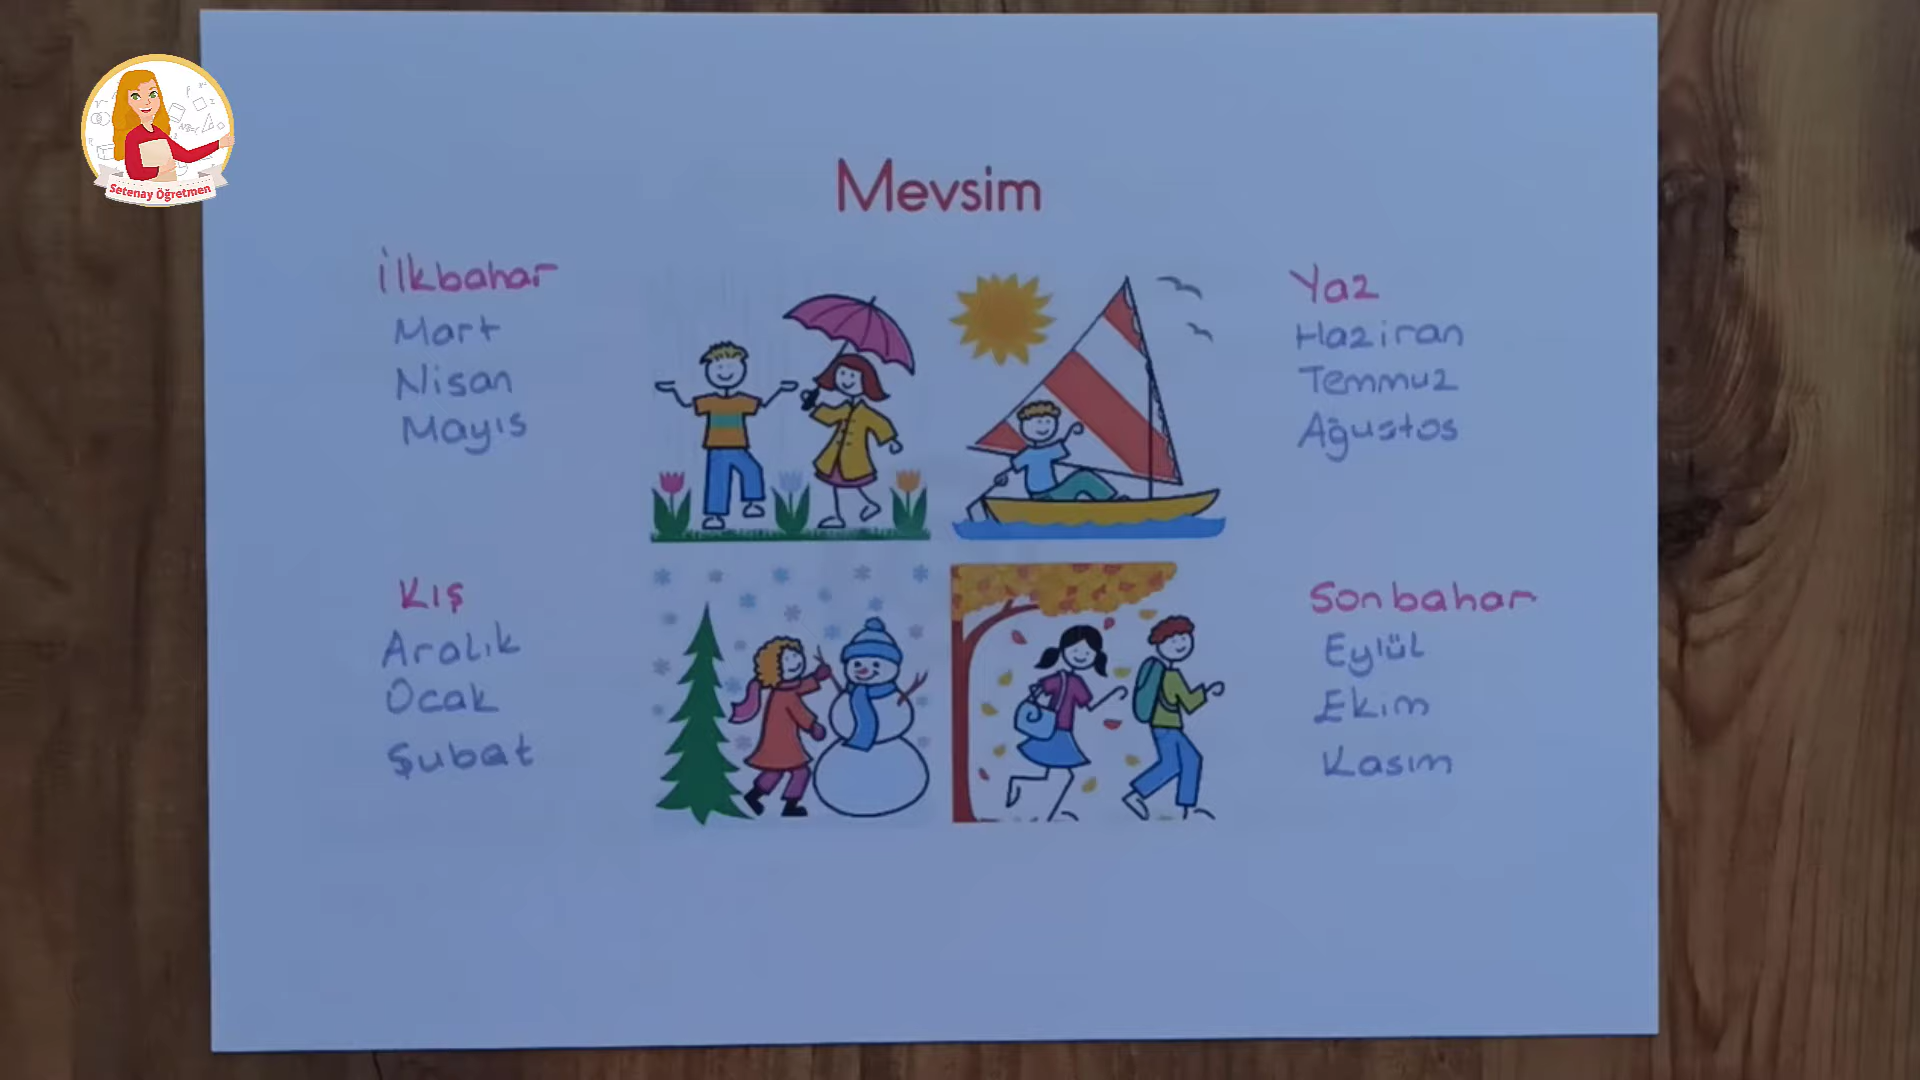 Setenay Öğretmen
Mevsim
İlkbahar
Mart
Nisan
Mayıs
Yaz
Haziran
Temmuz
Ağustos
Kış
Aralık
Ocak
Şubat
Sonbahar
Eylül
Ekim
Kasım